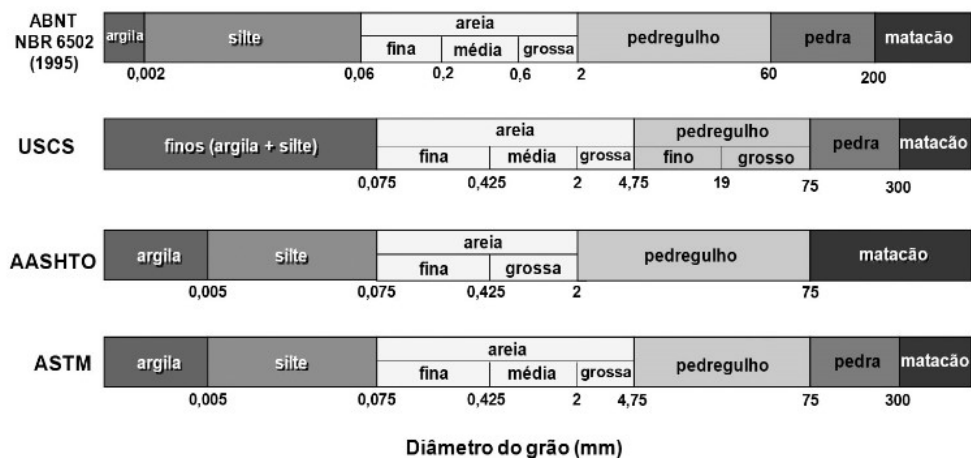 ABNT
NBR 6502
(1995)
argila
silte
areia
fina
média
grossa
pedregulho
pedra
matacão
0,002
0,06
0,2
0,6
2
60
200
USCS
finos (argila + silte)
areia
fina
média
grossa
pedregulho
fino
grosso
pedra
matacão
0,075
0,425
2
4,75
19
75
300
AASHTO
argila
silte
areia
fina
grossa
pedregulho
matacão
0,005
0,075
0,425
2
75
ASTM
argila
silte
areia
fina
média
grossa
pedregulho
pedra
matacão
0,005
0,075
0,425
2
4,75
75
300
Diâmetro do grão (mm)